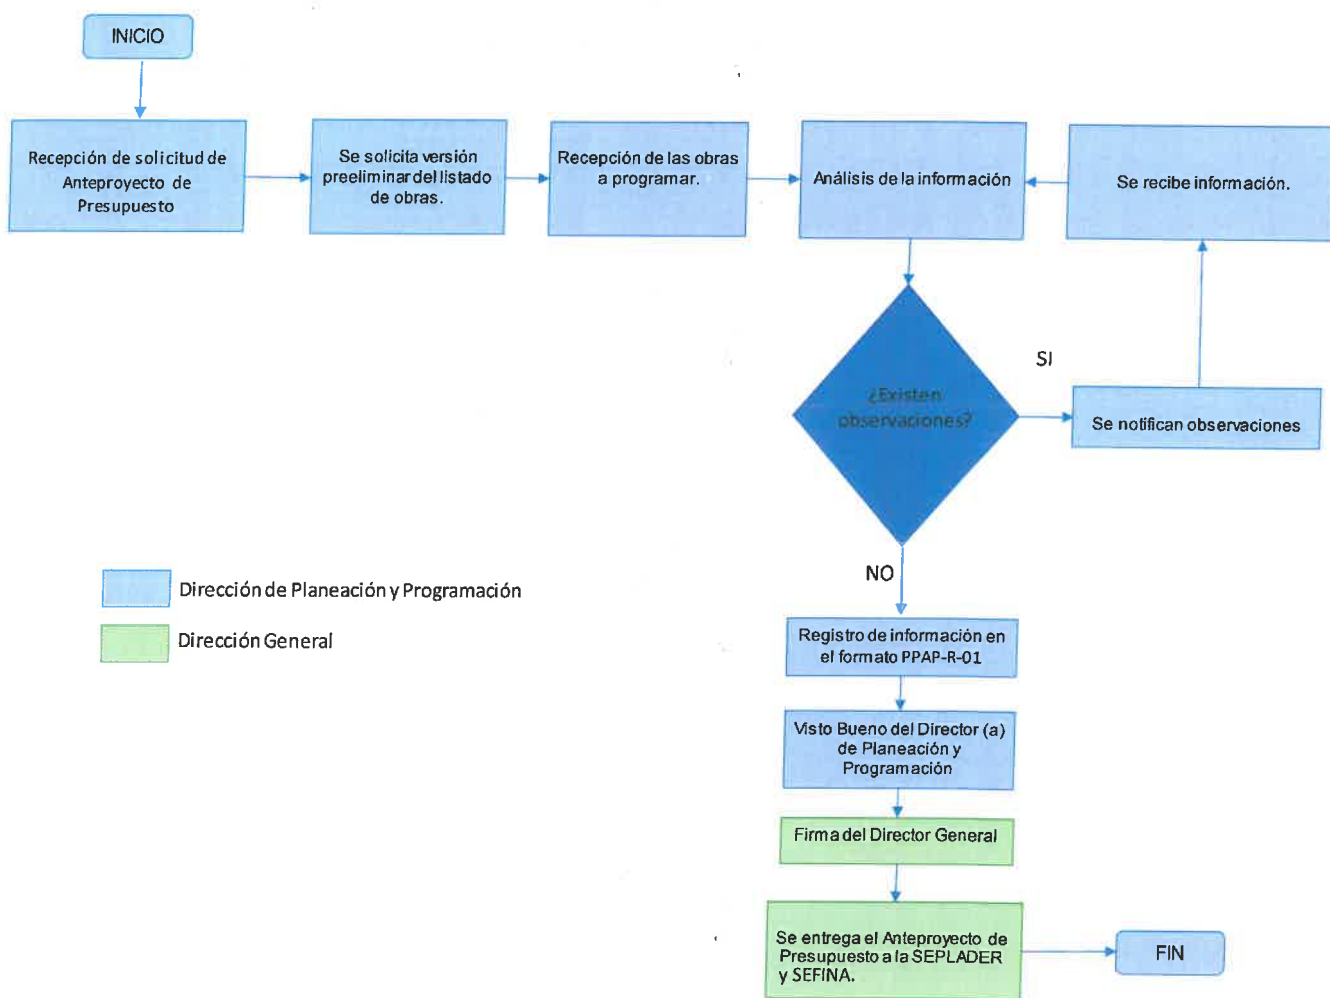 INICIO
Recepción de solicitud de
Anteproyecto de
Presupuesto
Se solicita versión
preeliminar del listado
de obras.
Recepción de las obras
a programar.
Análisis de la información
Se recibe información.
¿Existen
observaciones?
SI
Se notifican observaciones
NO
Dirección de Planeación y Programación
Dirección General
Registro de información en
el formato PPAP-R-01
Visto Bueno del Director (a)
de Planeación y
Programación
Firma del Director General
Se entrega el Anteproyecto de
Presupuesto a la SEPLADER
y SEFINA.
FIN